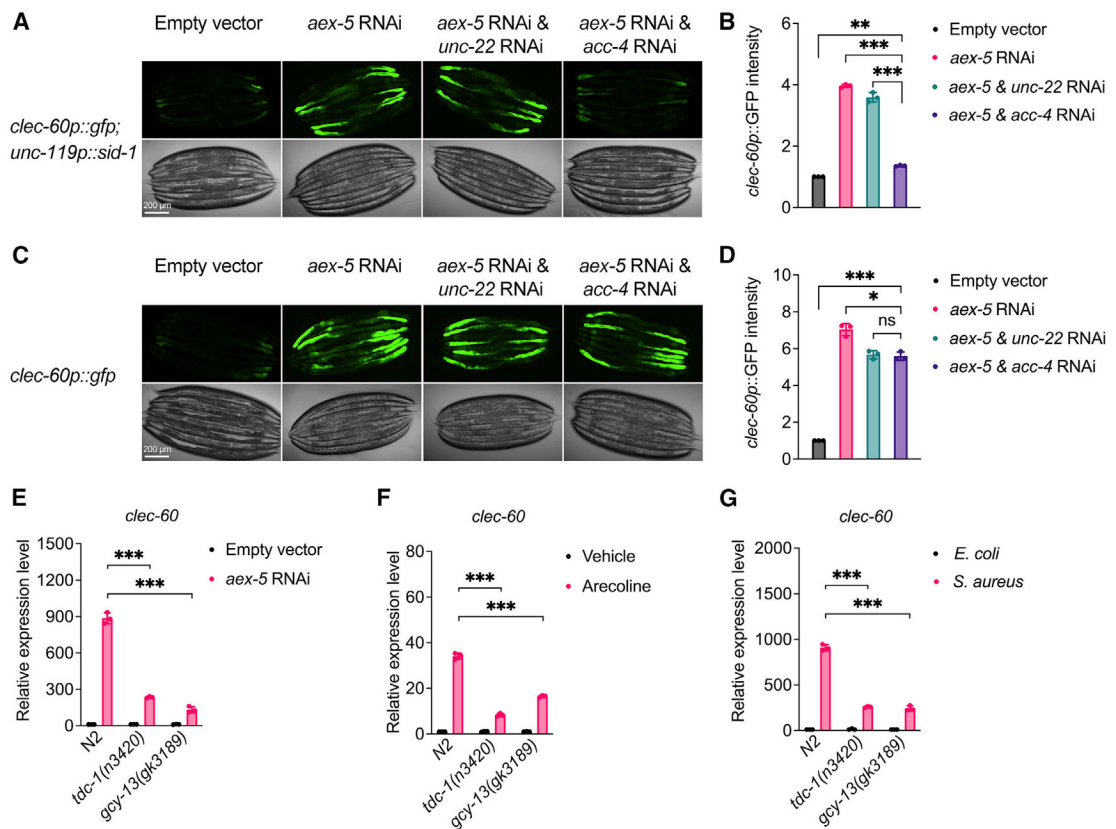 A
Empty vector
aex-5 RNAi
aex-5 RNAi &
unc-22 RNAi
aex-5 RNAi &
acc-4 RNAi
clec-60p::gfp;
unc-119p::sid-1
200 µm
B
clec-60p::GFP intensity
6
4
2
0
**
***
***
Empty vector
aex-5 RNAi
aex-5 & unc-22 RNAi
aex-5 & acc-4 RNAi
C
Empty vector
aex-5 RNAi
aex-5 RNAi &
unc-22 RNAi
aex-5 RNAi &
acc-4 RNAi
clec-60p::gfp
200 µm
D
clec-60p::GFP intensity
10
8
6
4
2
0
***
*
ns
Empty vector
aex-5 RNAi
aex-5 & unc-22 RNAi
aex-5 & acc-4 RNAi
E
clec-60
Relative expression level
1500
1200
900
600
300
0
***
***
Empty vector
aex-5 RNAi
N2
tdc-1(n3420)
gcy-13(gk3189)
F
clec-60
Relative expression level
80
60
40
20
0
***
***
Vehicle
Arecoline
N2
tdc-1(n3420)
gcy-13(gk3189)
G
clec-60
Relative expression level
2000
1500
1000
500
0
***
***
E. coli
S. aureus
N2
tdc-1(n3420)
gcy-13(gk3189)